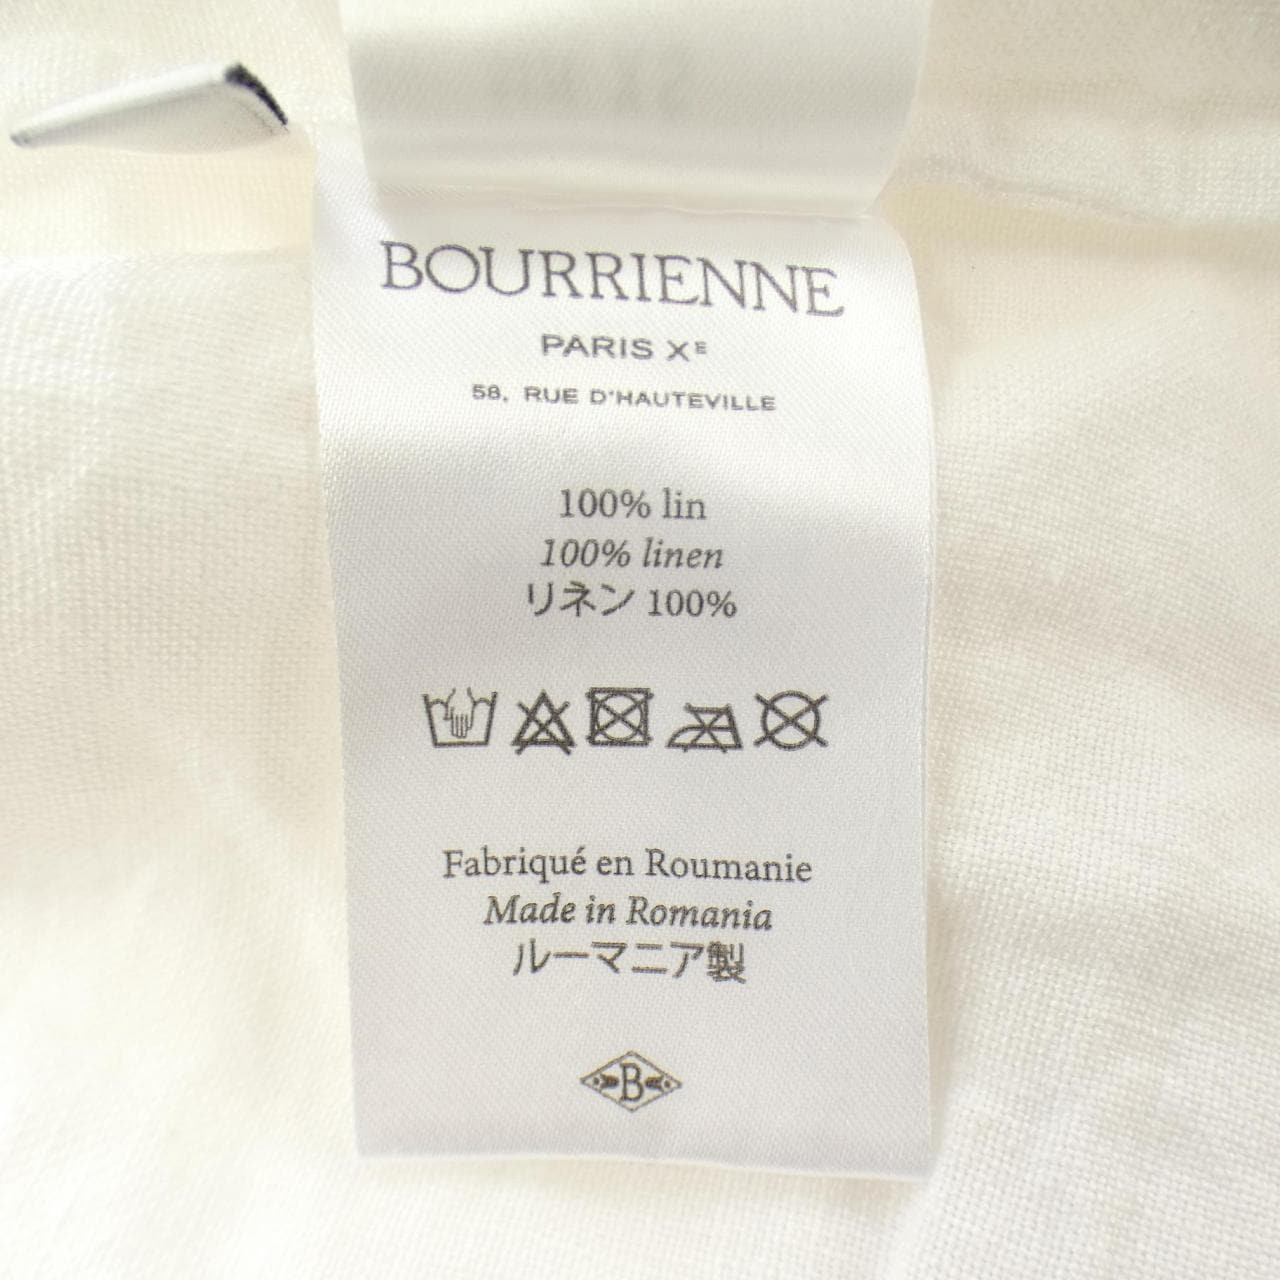 BOURRIENNE
PARIS Xᴱ
58, RUE D'HAUTEVILLE
100% lin
100% linen
リネン 100%
Fabriqué en Roumanie
Made in Romania
ルーマニア製
B